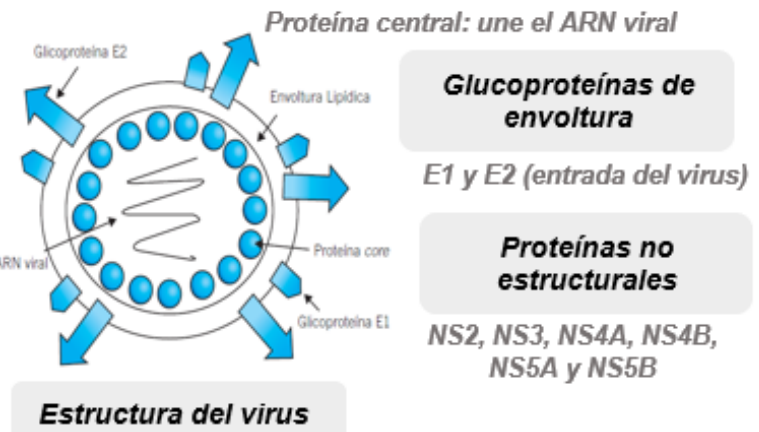 Proteína central: une el ARN viral
Glicoproteína E2
Envoltura Lipídica
Glucoproteínas de
envoltura
E1 y E2 (entrada del virus)
Proteínas no
estructurales
Proteína core
ARN viral
Glicoproteína E1
NS2, NS3, NS4A, NS4B,
NS5A y NS5B
Estructura del virus